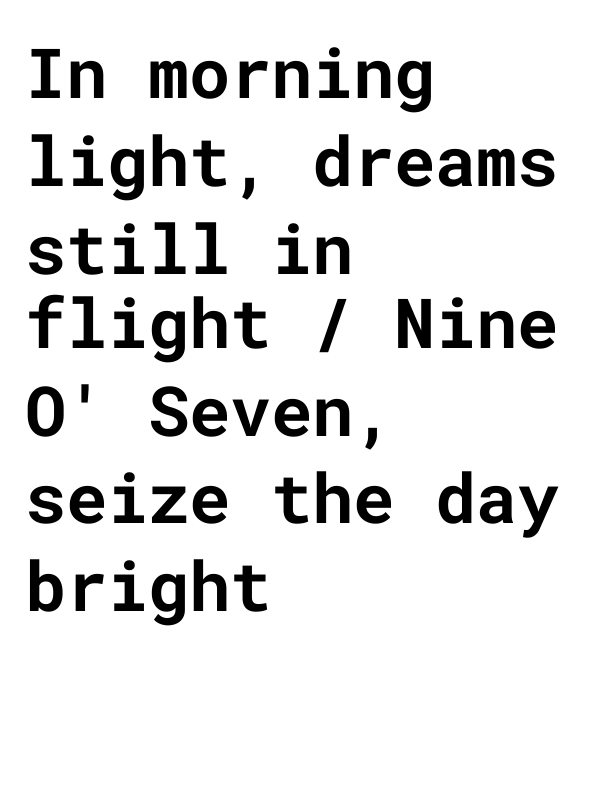 In morning
light, dreams
still in
flight / Nine
O' Seven,
seize the day
bright